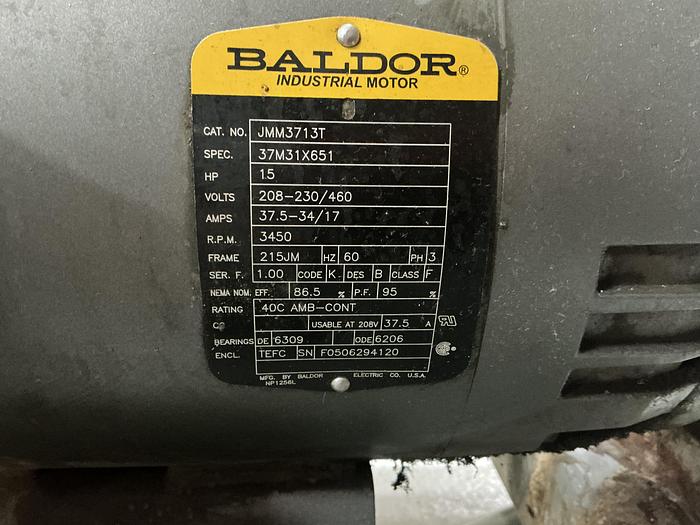 BALDOR®
INDUSTRIAL MOTOR
CAT. NO. JMM3713T
SPEC. 37M31X651
HP 15
VOLTS 208-230/460
AMPS 37.5-34/17
R.P.M. 3450
FRAME 215JM HZ 60 PH 3
SER. F. 1.00 CODE K- DES B CLASS F
NEMA NOM. EFF. 86.5 % P.F. 95 %
RATING 40C AMB-CONT
USABLE AT 208V 37.5 A
BEARINGS DE 6309 ODE 6206
ENCL. TEFC SN F0506294120
MFG. BY BALDOR ELECTRIC CO. U.S.A.
NP1256L